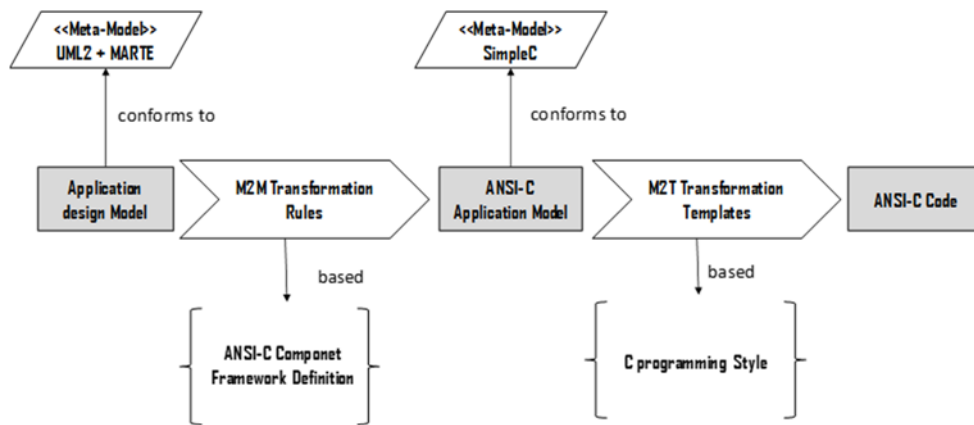 <<Meta-Model>>
UML2 + MARTE
<<Meta-Model>>
SimpleC
conforms to
conforms to
Application
design Model
M2M Transformation
Rules
ANSI-C
Application Model
M2T Transformation
Templates
ANSI-C Code
based
based
ANSI-C Componet
Framework Definition
C programming Style